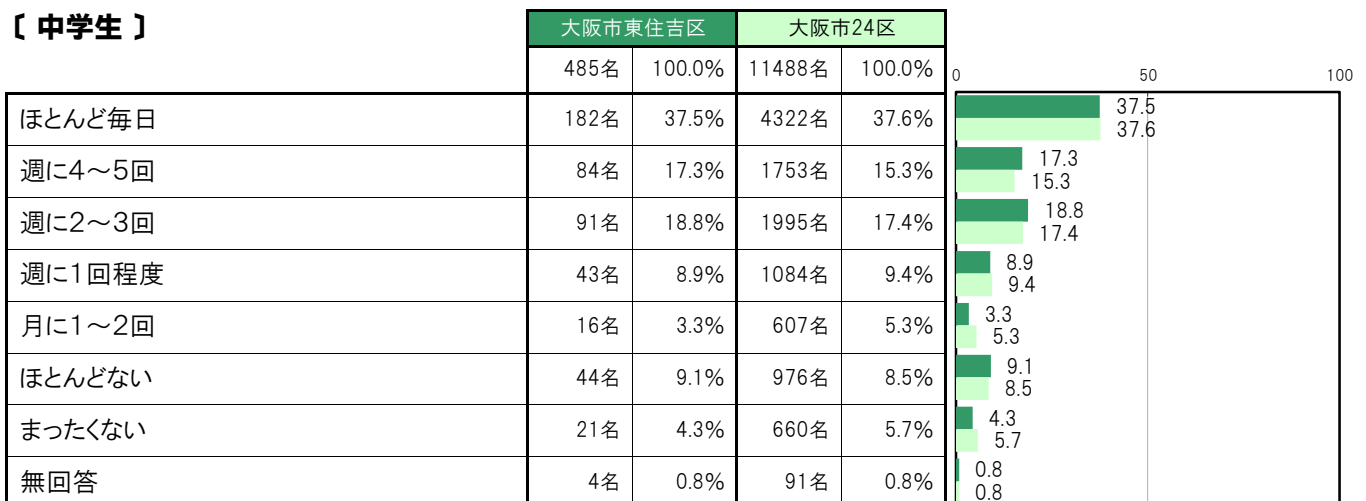 〔 中学生 〕
大阪市東住吉区 大阪市24区
485名 100.0% 11488名 100.0%
0 50 100
ほとんど毎日 182名 37.5% 4322名 37.6%
37.5
37.6
週に4～5回 84名 17.3% 1753名 15.3%
17.3
15.3
週に2～3回 91名 18.8% 1995名 17.4%
18.8
17.4
週に1回程度 43名 8.9% 1084名 9.4%
8.9
9.4
月に1～2回 16名 3.3% 607名 5.3%
3.3
5.3
ほとんどない 44名 9.1% 976名 8.5%
9.1
8.5
まったくない 21名 4.3% 660名 5.7%
4.3
5.7
無回答 4名 0.8% 91名 0.8%
0.8
0.8